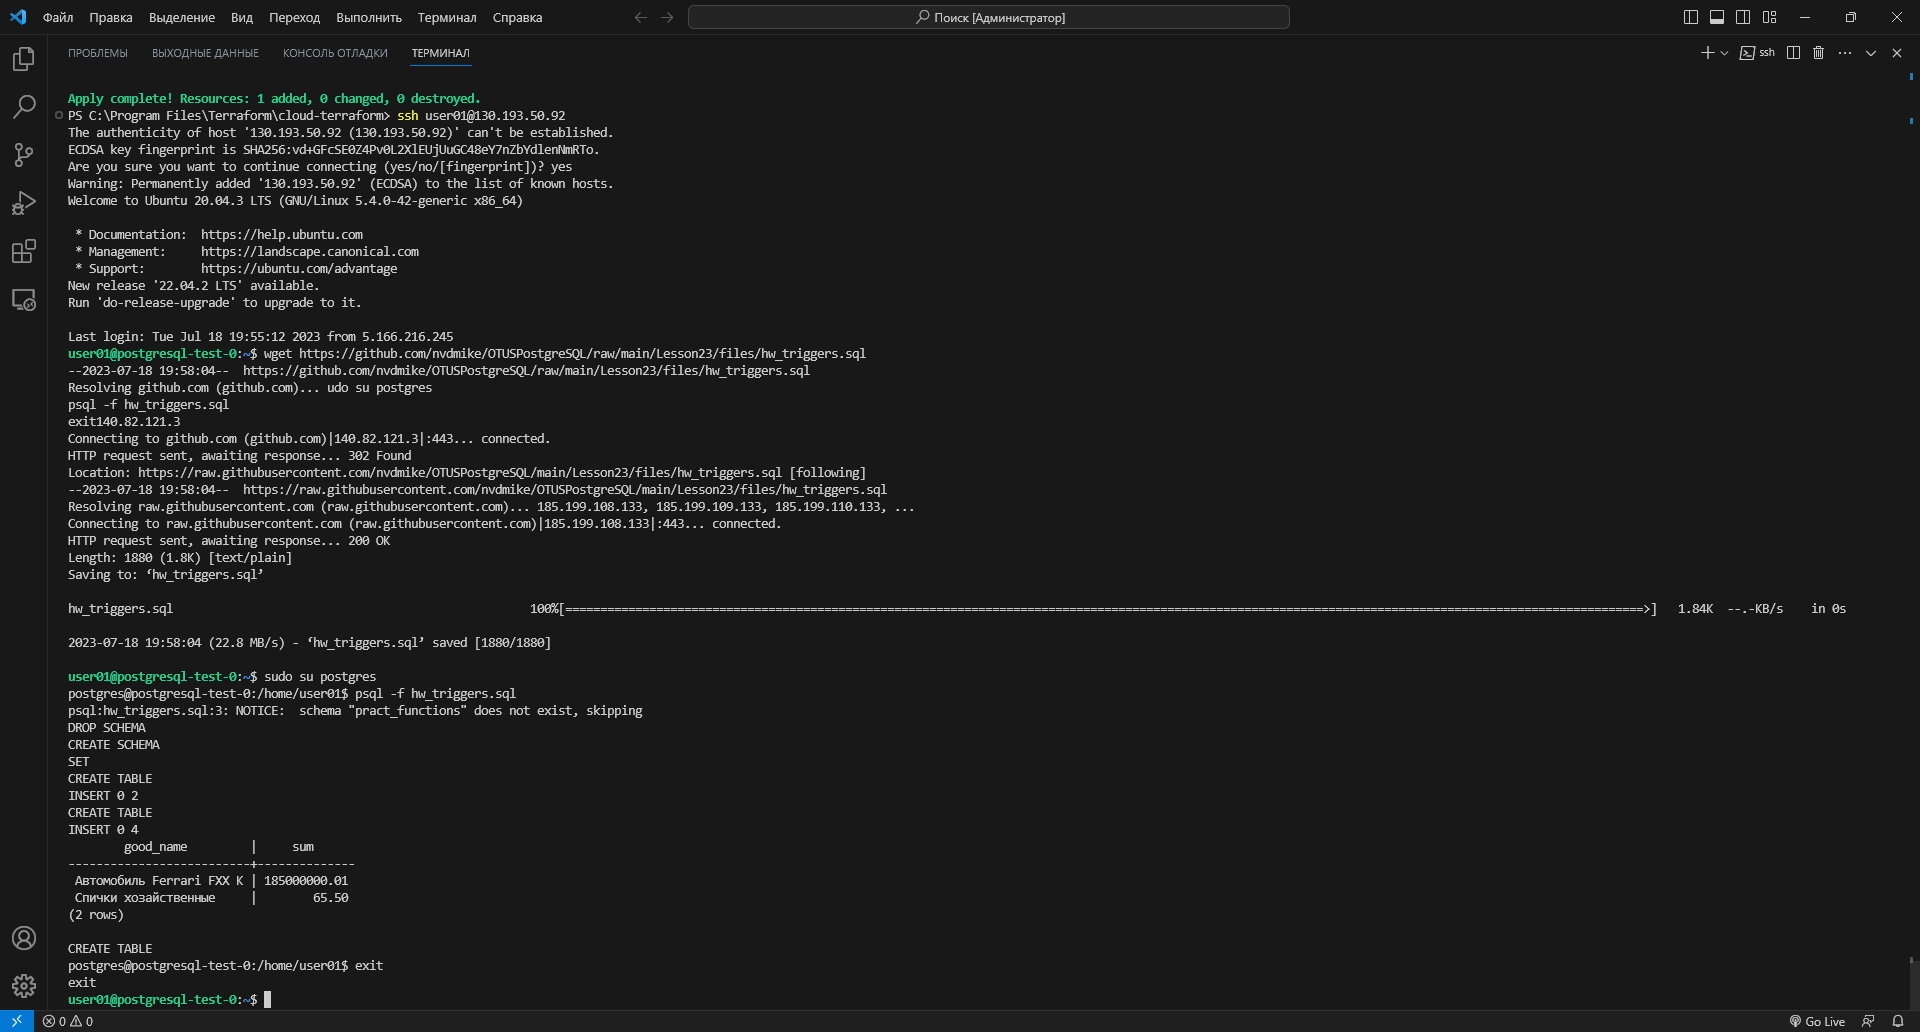 Файл Правка Выделение Вид Переход Выполнить Терминал Справка
Поиск [Администратор]
ПРОБЛЕМЫ ВЫХОДНЫЕ ДАННЫЕ КОНСОЛЬ ОТЛАДКИ ТЕРМИНАЛ
ssh
Apply complete! Resources: 1 added, 0 changed, 0 destroyed.
PS C:\Program Files\Terraform\cloud-terraform> ssh user01@130.193.50.92
The authenticity of host '130.193.50.92 (130.193.50.92)' can't be established.
ECDSA key fingerprint is SHA256:vd+GFcSE0Z4Pv0L2XlEUjUuGC48eY7nZbYdlenNmRTo.
Are you sure you want to continue connecting (yes/no/[fingerprint])? yes
Warning: Permanently added '130.193.50.92' (ECDSA) to the list of known hosts.
Welcome to Ubuntu 20.04.3 LTS (GNU/Linux 5.4.0-42-generic x86_64)
* Documentation:  https://help.ubuntu.com
* Management:     https://landscape.canonical.com
* Support:        https://ubuntu.com/advantage
New release '22.04.2 LTS' available.
Run 'do-release-upgrade' to upgrade to it.
Last login: Tue Jul 18 19:55:12 2023 from 5.166.216.245
user01@postgresql-test-0:~$ wget https://github.com/nvdmike/OTUSPostgreSQL/raw/main/Lesson23/files/hw_triggers.sql
--2023-07-18 19:58:04--  https://github.com/nvdmike/OTUSPostgreSQL/raw/main/Lesson23/files/hw_triggers.sql
Resolving github.com (github.com)... udo su postgres
psql -f hw_triggers.sql
exit140.82.121.3
Connecting to github.com (github.com)|140.82.121.3|:443... connected.
HTTP request sent, awaiting response... 302 Found
Location: https://raw.githubusercontent.com/nvdmike/OTUSPostgreSQL/main/Lesson23/files/hw_triggers.sql [following]
--2023-07-18 19:58:04--  https://raw.githubusercontent.com/nvdmike/OTUSPostgreSQL/main/Lesson23/files/hw_triggers.sql
Resolving raw.githubusercontent.com (raw.githubusercontent.com)... 185.199.108.133, 185.199.109.133, 185.199.110.133, ...
Connecting to raw.githubusercontent.com (raw.githubusercontent.com)|185.199.108.133|:443... connected.
HTTP request sent, awaiting response... 200 OK
Length: 1880 (1.8K) [text/plain]
Saving to: ‘hw_triggers.sql’
hw_triggers.sql 100%[==========================================================>] 1.84K --.-KB/s in 0s
2023-07-18 19:58:04 (22.8 MB/s) - ‘hw_triggers.sql’ saved [1880/1880]
user01@postgresql-test-0:~$ sudo su postgres
postgres@postgresql-test-0:/home/user01$ psql -f hw_triggers.sql
psql:hw_triggers.sql:3: NOTICE:  schema "pract_functions" does not exist, skipping
DROP SCHEMA
CREATE SCHEMA
SET
CREATE TABLE
INSERT 0 2
CREATE TABLE
INSERT 0 4
good_name | sum
--------------------------+--------------
Автомобиль Ferrari FXX K | 185000000.01
Спички хозайственные | 65.50
(2 rows)
CREATE TABLE
postgres@postgresql-test-0:/home/user01$ exit
exit
user01@postgresql-test-0:~$
0 0 Go Live